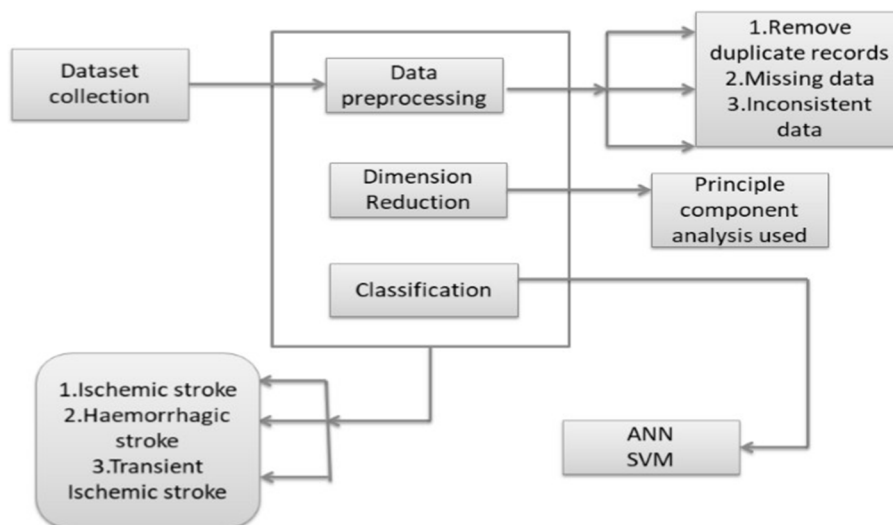 Dataset
collection
Data
preprocessing
1.Remove
duplicate records
2.Missing data
3.Inconsistent
data
Dimension
Reduction
Principle
component
analysis used
Classification
1.Ischemic stroke
2.Haemorrhagic
stroke
3.Transient
Ischemic stroke
ANN
SVM